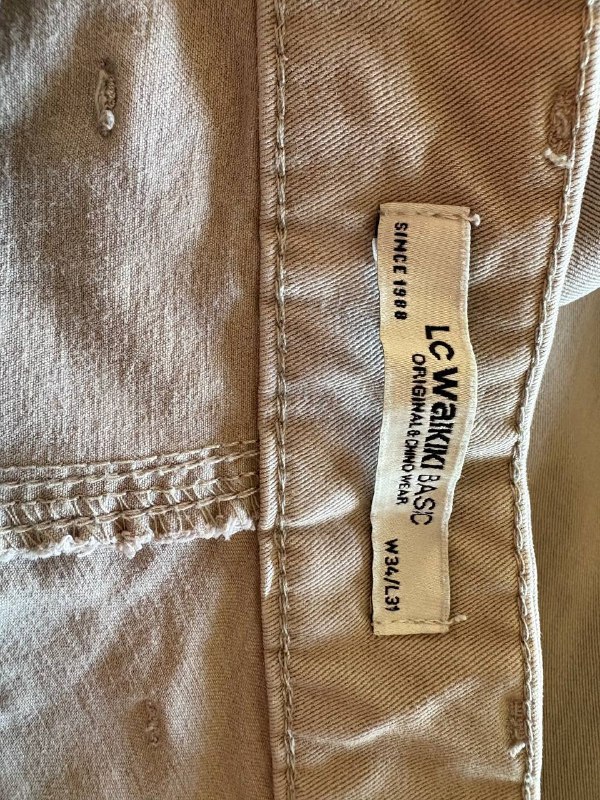 SINCE 1988
LC WAIKIKI BASIC
ORIGINAL & CHINO WEAR
W34/L31